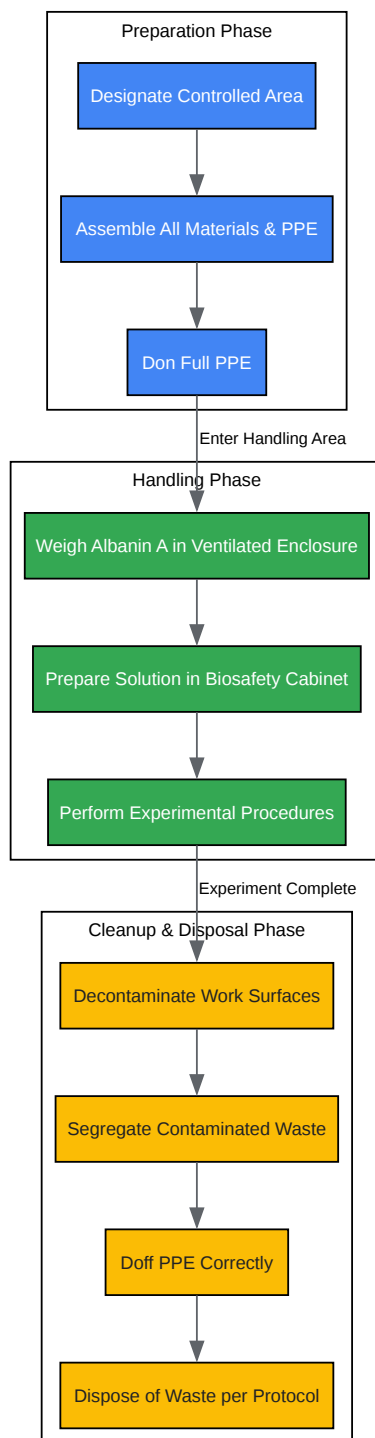 Preparation Phase
Designate Controlled Area
Assemble All Materials & PPE
Don Full PPE
Enter Handling Area
Handling Phase
Weigh Albanin A in Ventilated Enclosure
Prepare Solution in Biosafety Cabinet
Perform Experimental Procedures
Experiment Complete
Cleanup & Disposal Phase
Decontaminate Work Surfaces
Segregate Contaminated Waste
Doff PPE Correctly
Dispose of Waste per Protocol